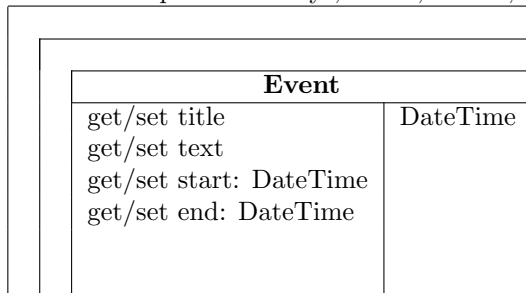 Event
get/set title DateTime
get/set text
get/set start: DateTime
get/set end: DateTime